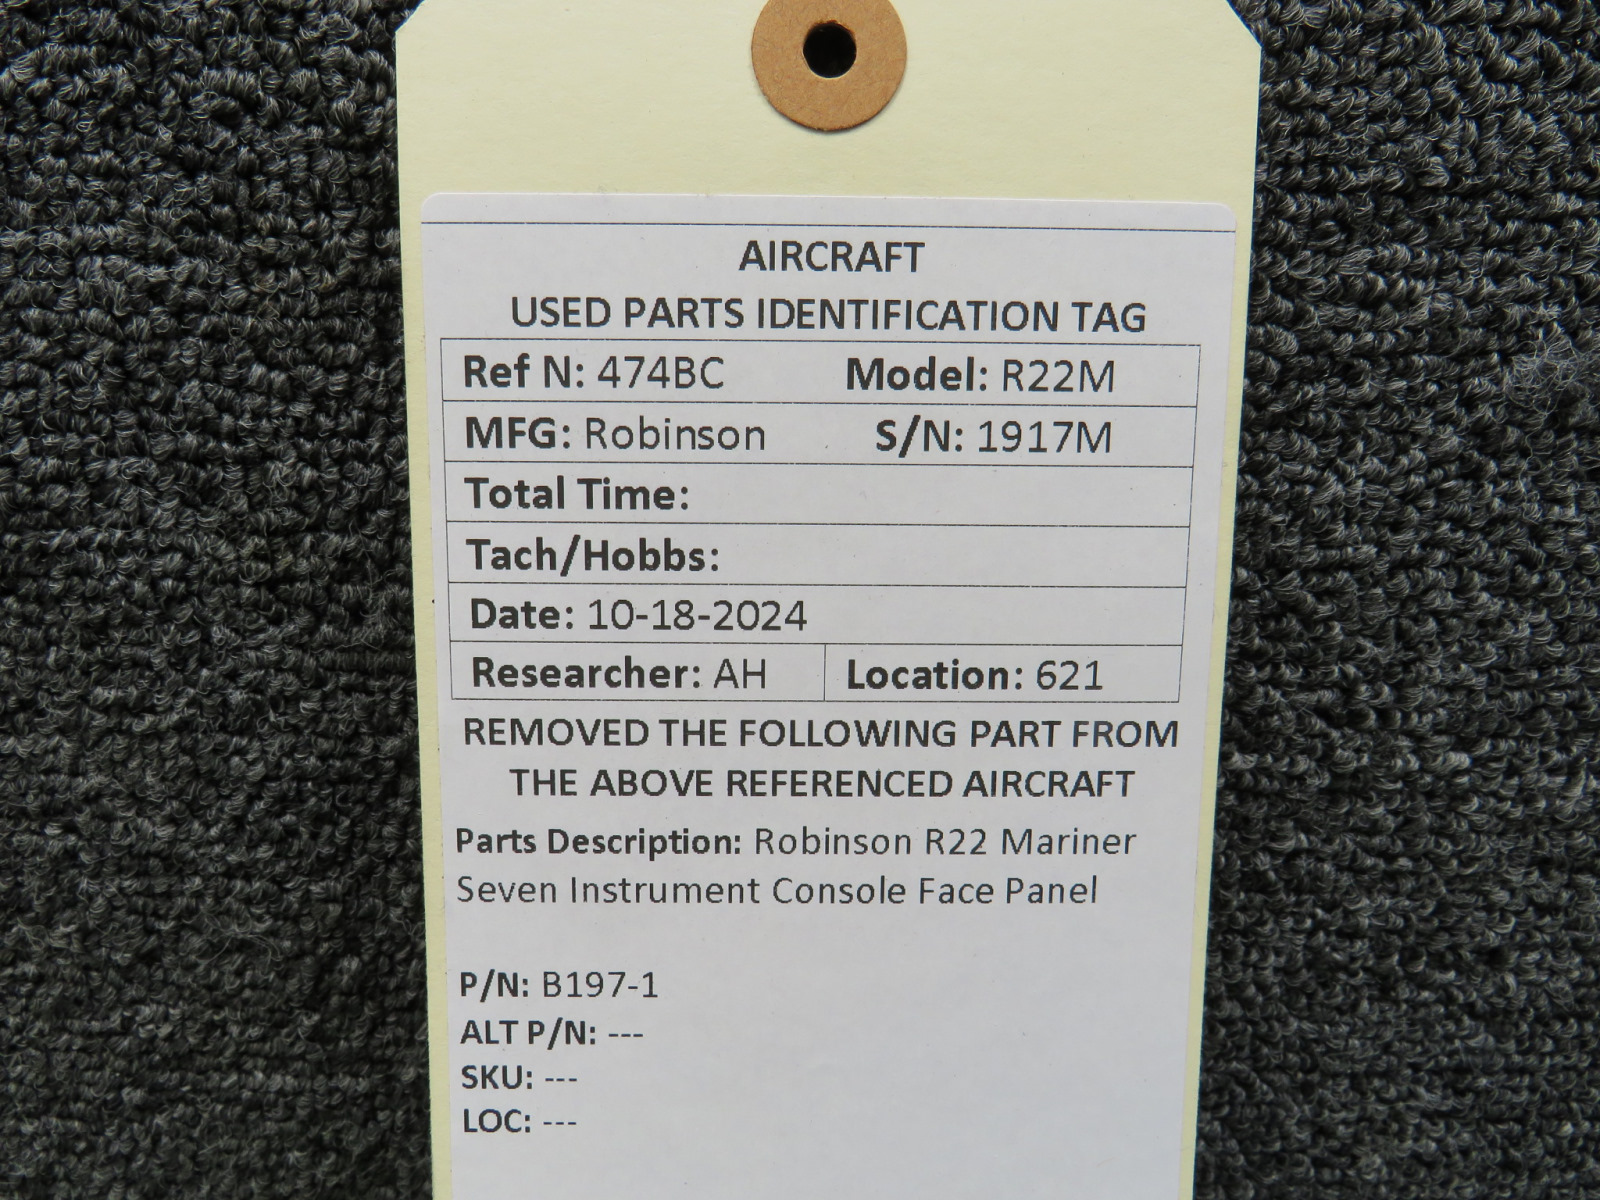 AIRCRAFT
USED PARTS IDENTIFICATION TAG
Ref N: 474BC Model: R22M
MFG: Robinson S/N: 1917M
Total Time:
Tach/Hobbs:
Date: 10-18-2024
Researcher: AH Location: 621
REMOVED THE FOLLOWING PART FROM
THE ABOVE REFERENCED AIRCRAFT
Parts Description: Robinson R22 Mariner
Seven Instrument Console Face Panel
P/N: B197-1
ALT P/N: ---
SKU: ---
LOC: ---